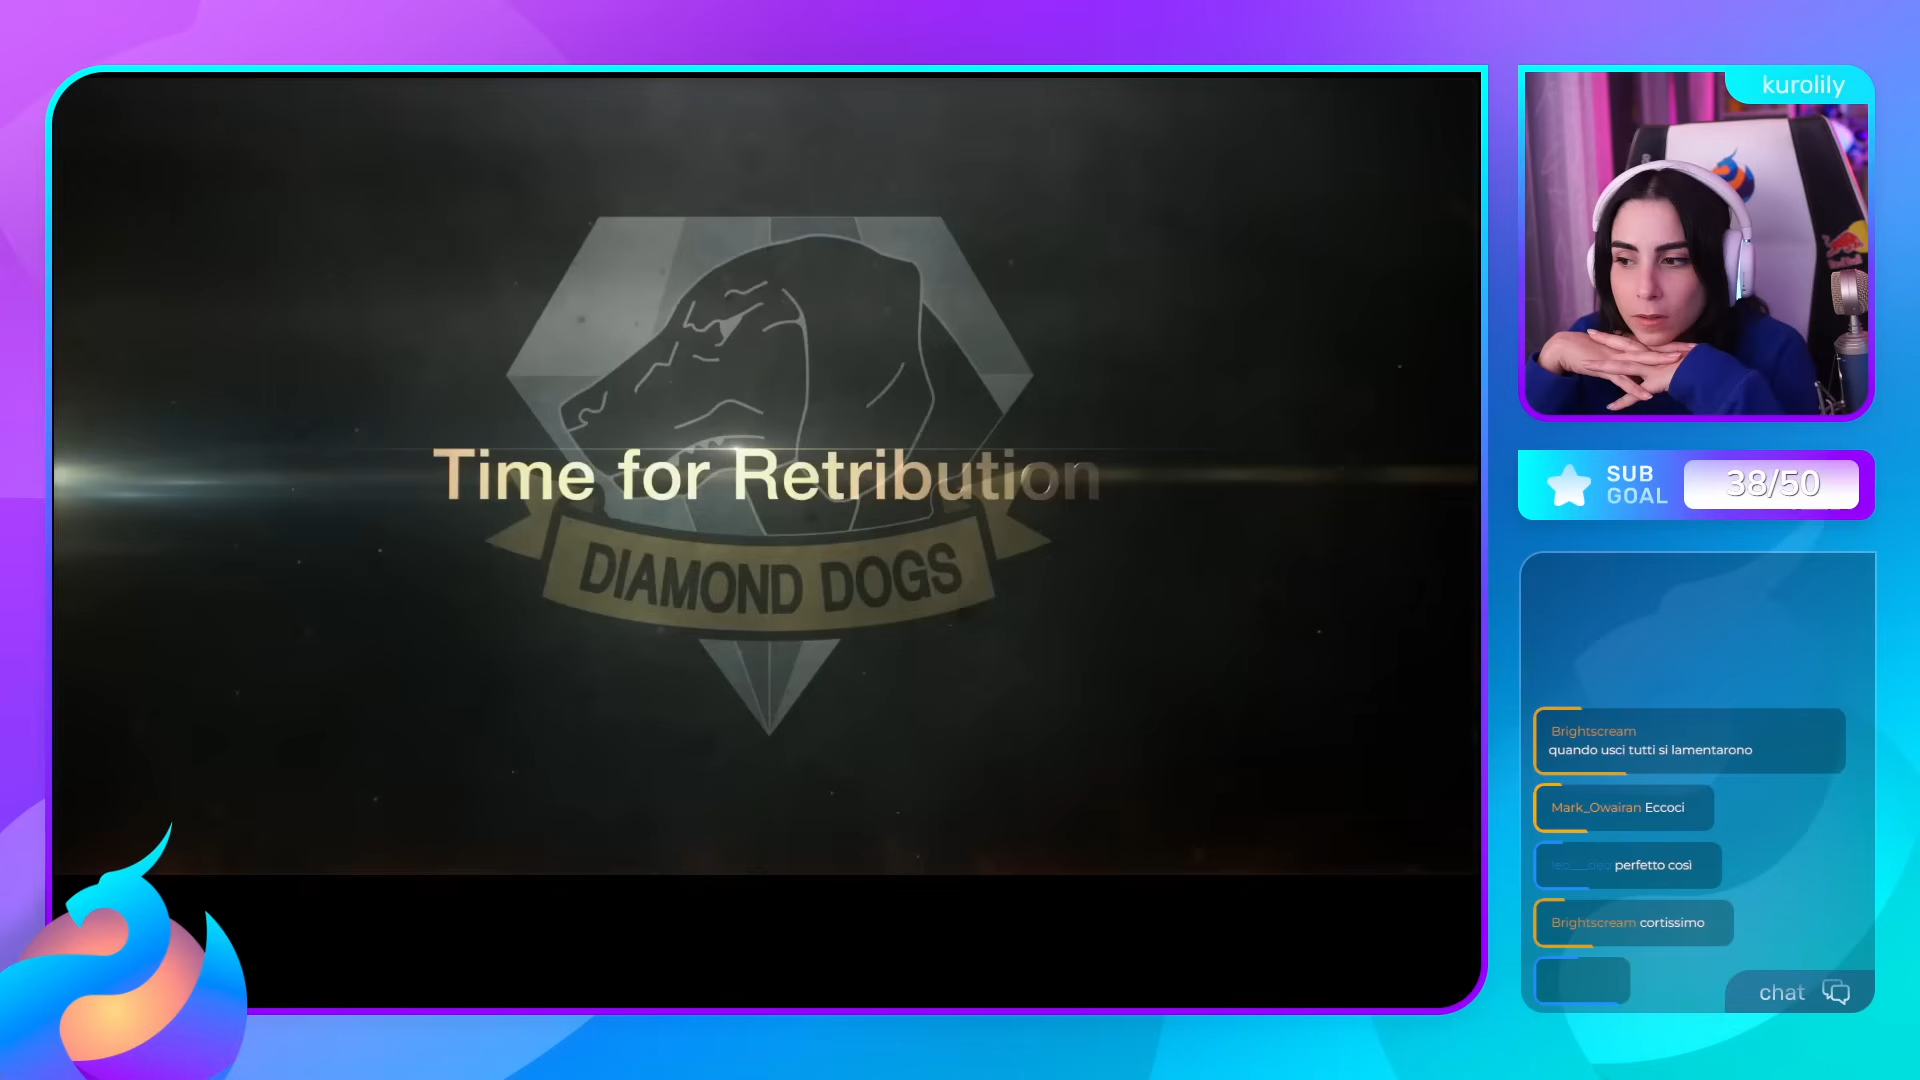 kurolily
Time for Retribution
DIAMOND DOGS
SUB
GOAL
38/50
Brightscream
quando usci tutti si lamentarono
Mark_Owairan Eccoci
perfetto così
Brightscream cortissimo
chat